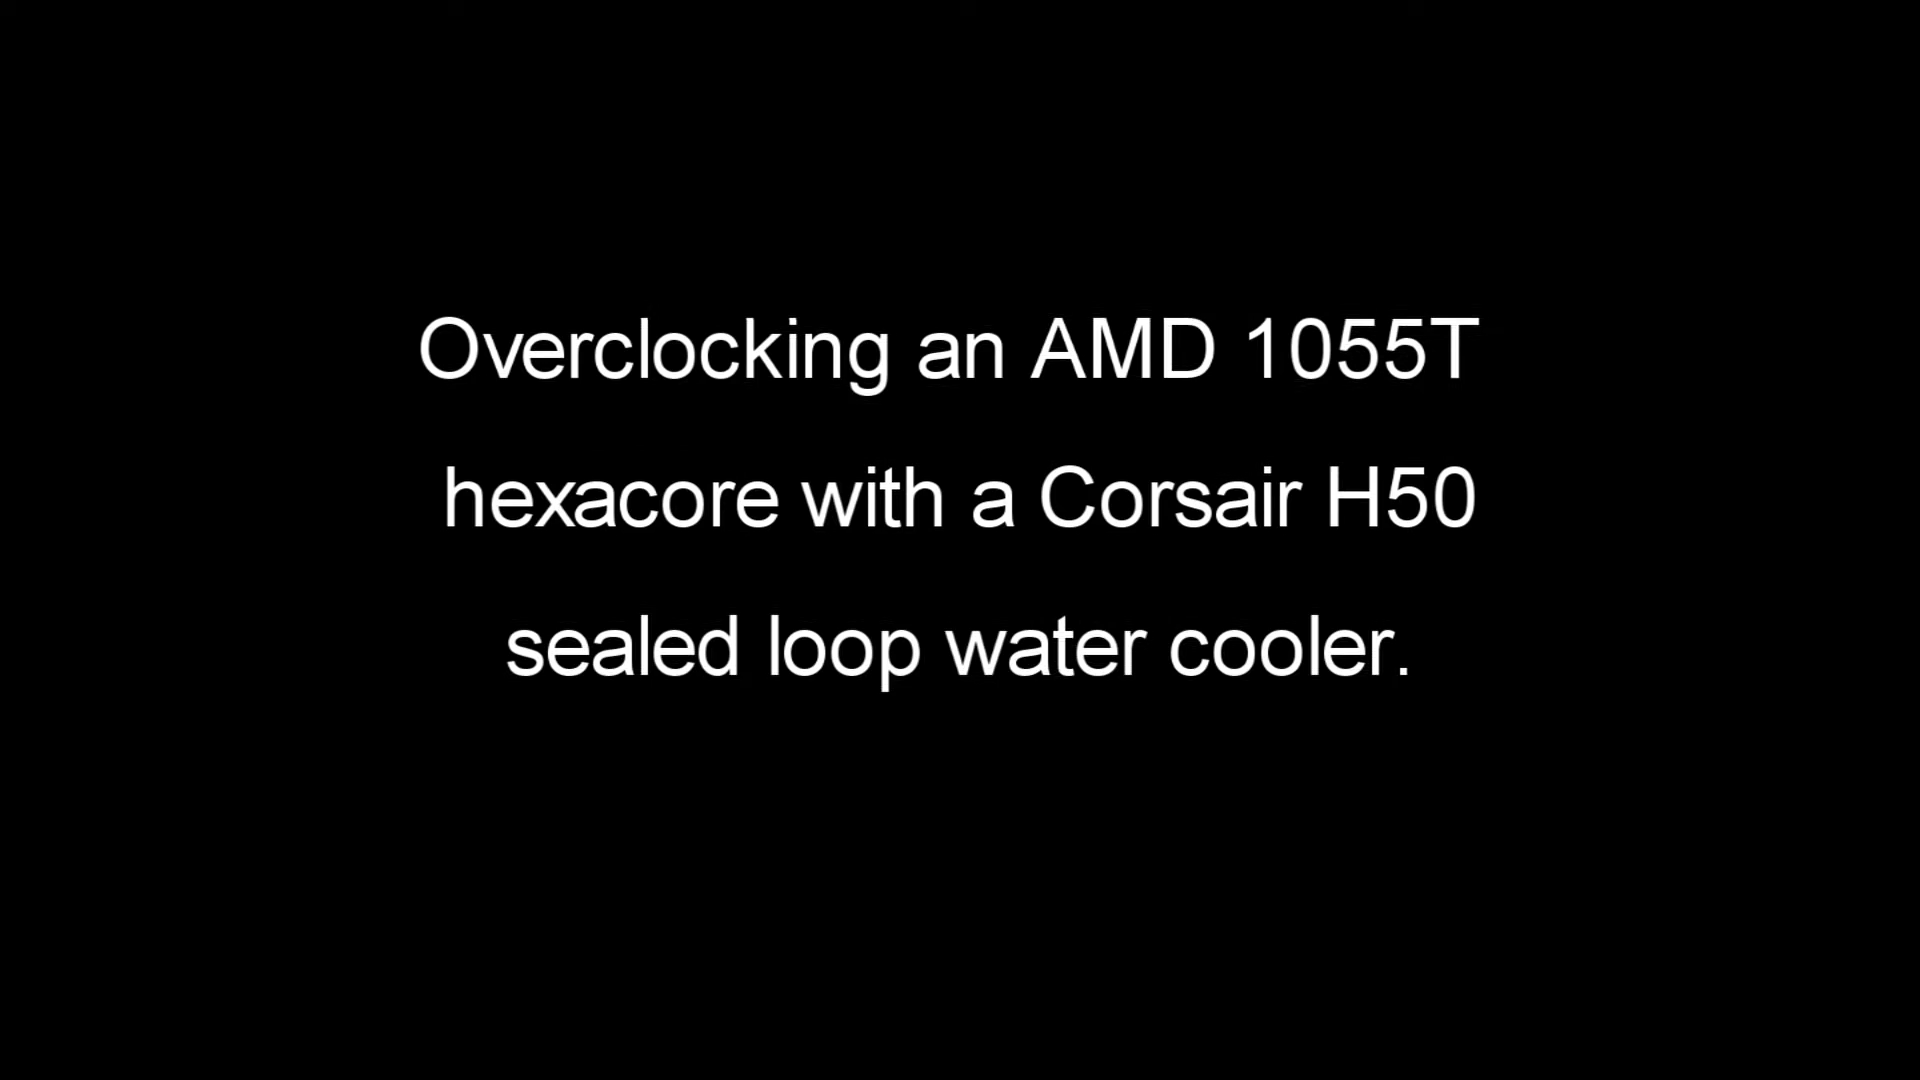 Overclocking an AMD 1055T
hexacore with a Corsair H50
sealed loop water cooler.